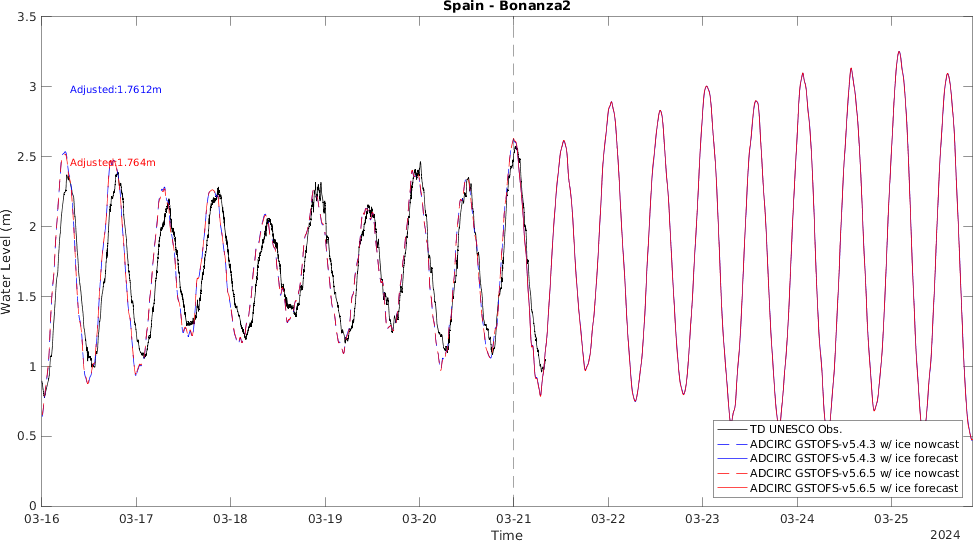 Spain - Bonanza2
3.5
3
2.5
2
1.5
1
0.5
0
Water Level (m)
Adjusted:1.7612m
Adjusted:1.764m
TD UNESCO Obs.
ADCIRC GSTOFS-v5.4.3 w/ ice nowcast
ADCIRC GSTOFS-v5.4.3 w/ ice forecast
ADCIRC GSTOFS-v5.6.5 w/ ice nowcast
ADCIRC GSTOFS-v5.6.5 w/ ice forecast
03-16 03-17 03-18 03-19 03-20 03-21 03-22 03-23 03-24 03-25
Time
2024